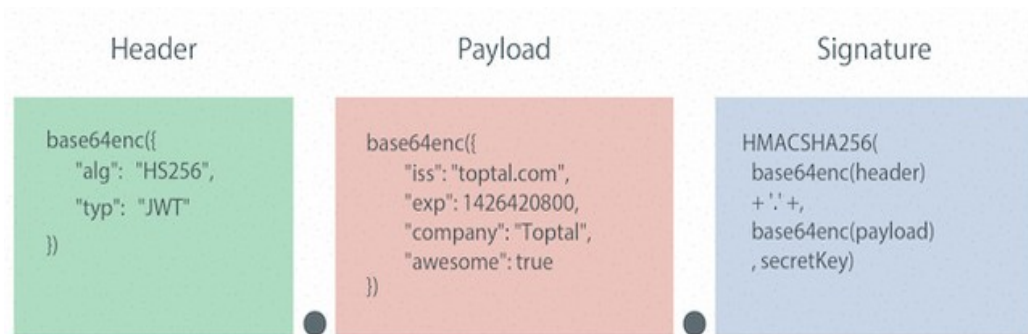 Header
Payload
Signature
base64enc({
"alg": "HS256",
"typ": "JWT"
})
base64enc({
"iss": "toptal.com",
"exp": 1426420800,
"company": "Toptal",
"awesome": true
})
HMACSHA256(
base64enc(header)
+ '.' +,
base64enc(payload)
, secretKey)